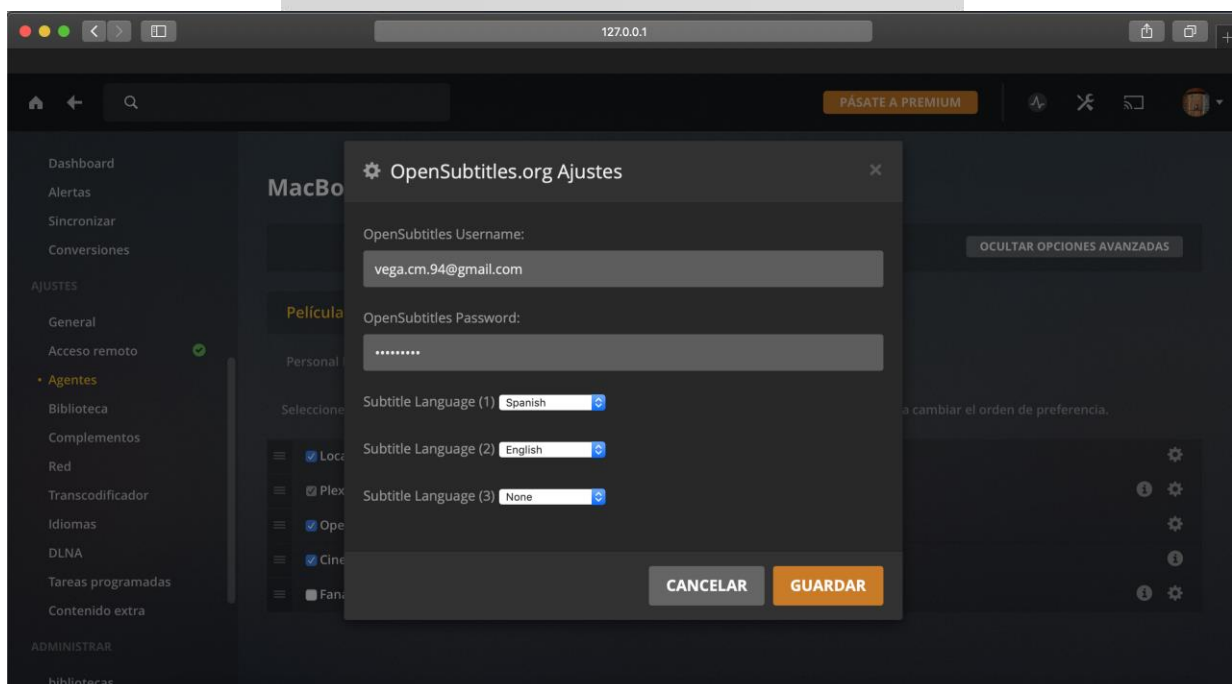 127.0.0.1
PÁSATE A PREMIUM
Dashboard
Alertas
Sincronizar
Conversiones
AJUSTES
General
Acceso remoto
Agentes
Biblioteca
Complementos
Red
Transcodificador
Idiomas
DLNA
Tareas programadas
Contenido extra
ADMINISTRAR
bibliotecas
MacBo
OCULTAR OPCIONES AVANZADAS
Película
Personal
Seleccione
a cambiar el orden de preferencia.
Loca
Plex
Ope
Cine
Fana
OpenSubtitles.org Ajustes
OpenSubtitles Username:
vega.cm.94@gmail.com
OpenSubtitles Password:
•••••••••
Subtitle Language (1) Spanish
Subtitle Language (2) English
Subtitle Language (3) None
CANCELAR GUARDAR